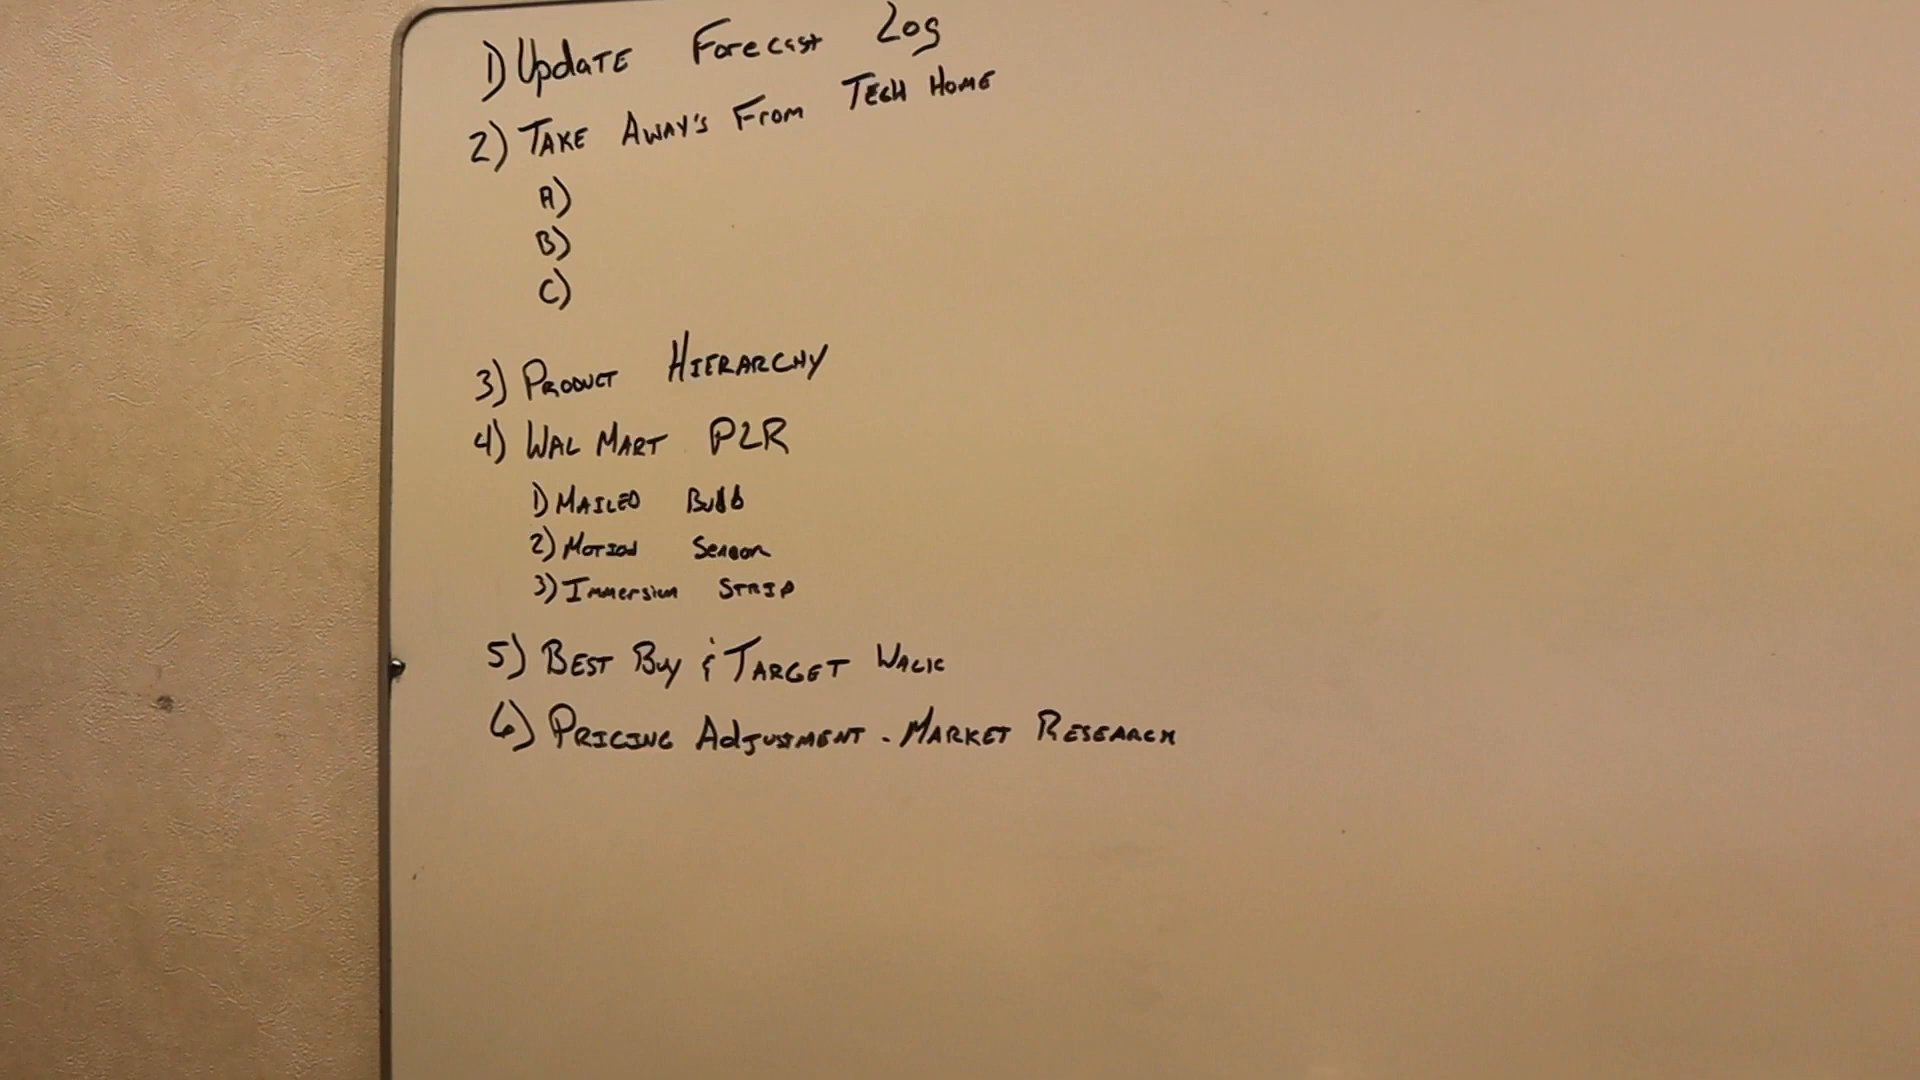 1) Update Forecast Log
2) Take Away's From Tech Home
A)
B)
C)
3) Product Hierarchy
4) Wal Mart PLR
1) Mailed Bulb
2) Motion Sensor
3) Immersion Strip
5) Best Buy & Target Walk
6) Pricing Adjustment - Market Research